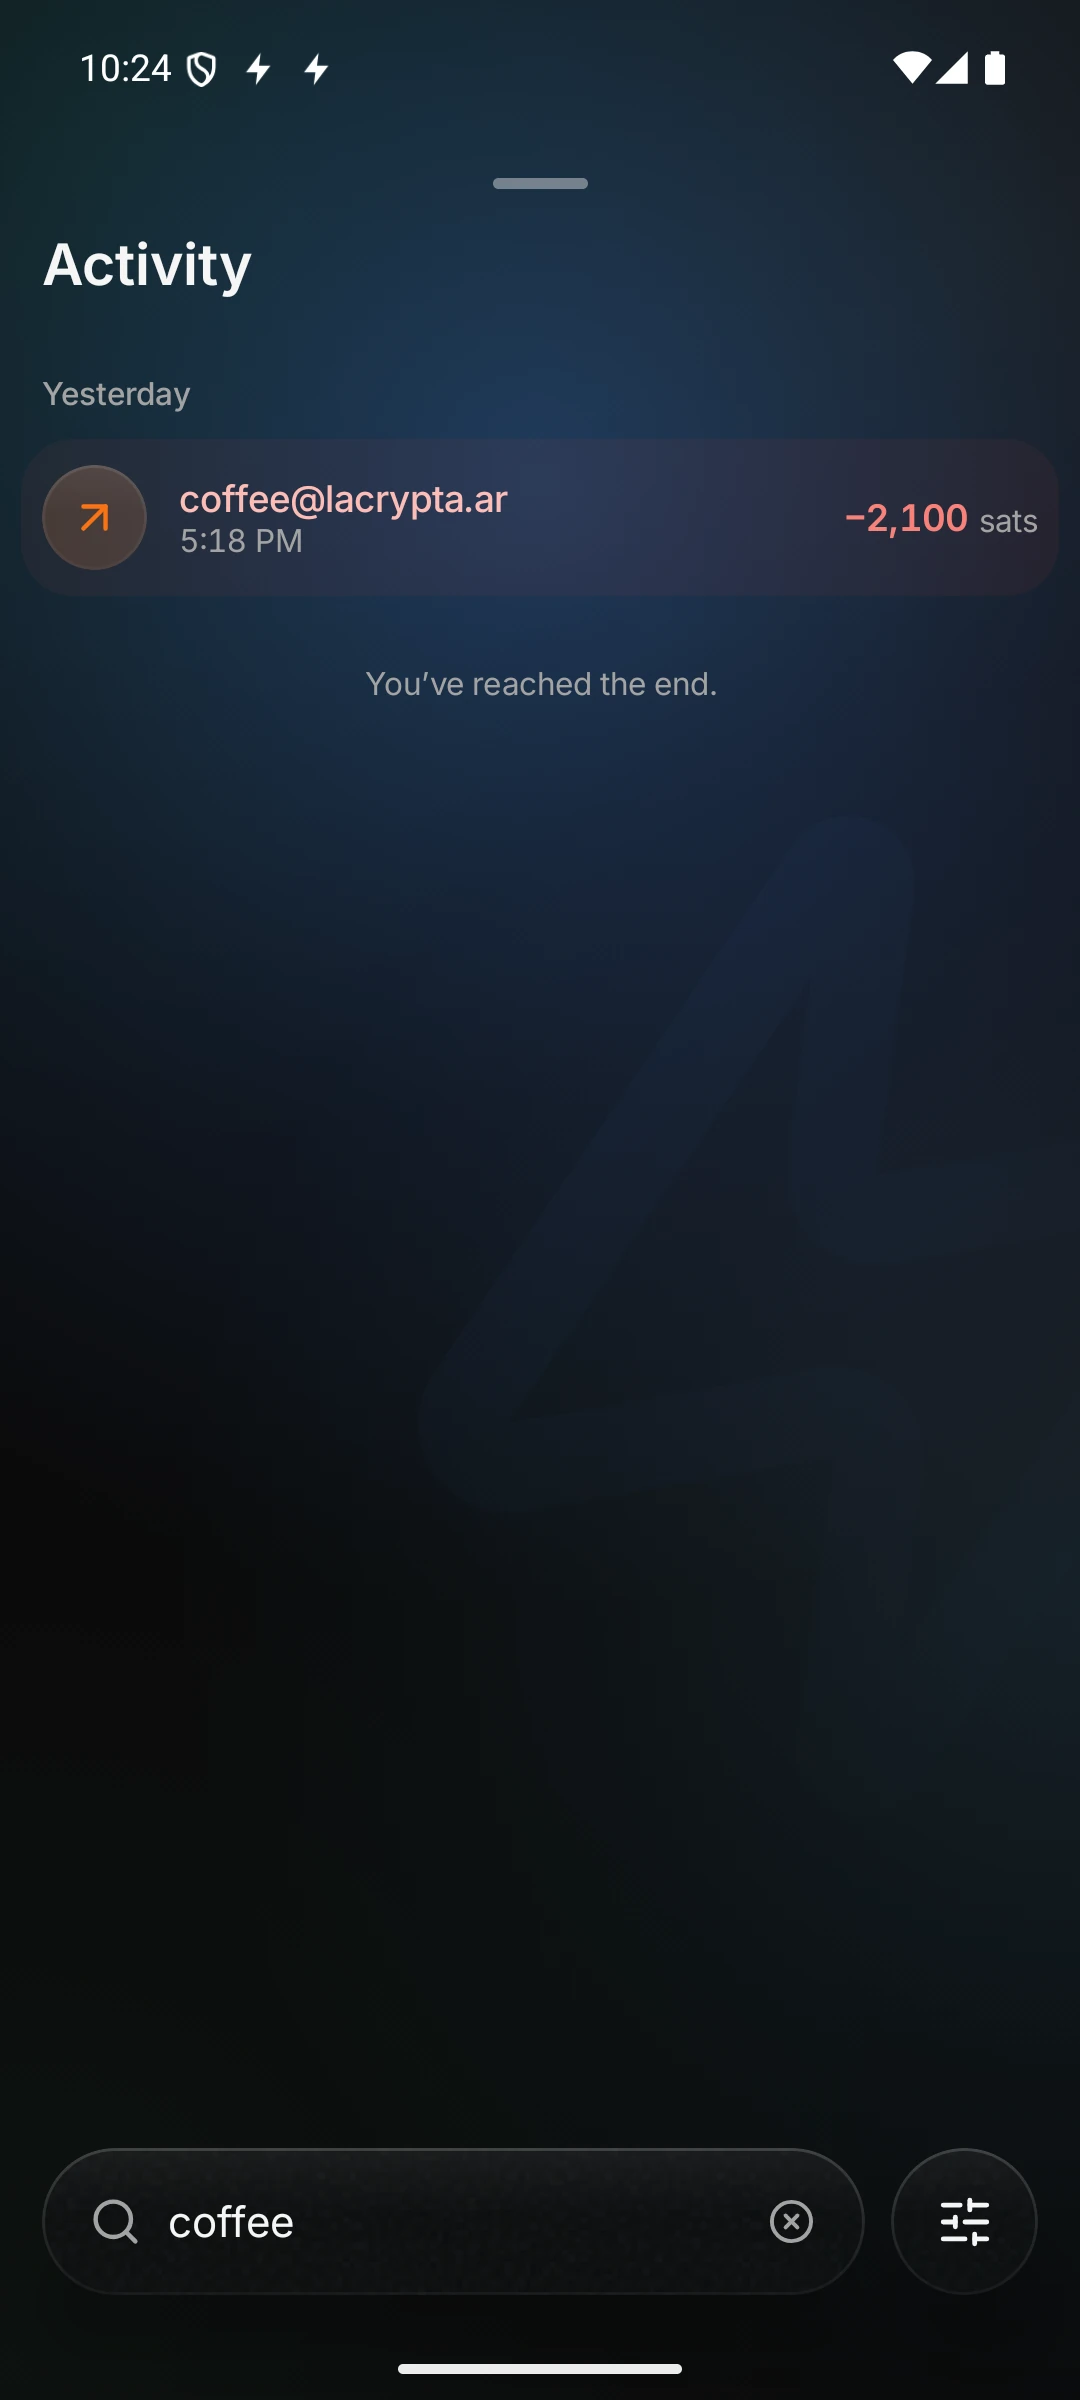 10:24
Activity
Yesterday
coffee@lacrypta.ar
5:18 PM
−2,100 sats
You’ve reached the end.
coffee